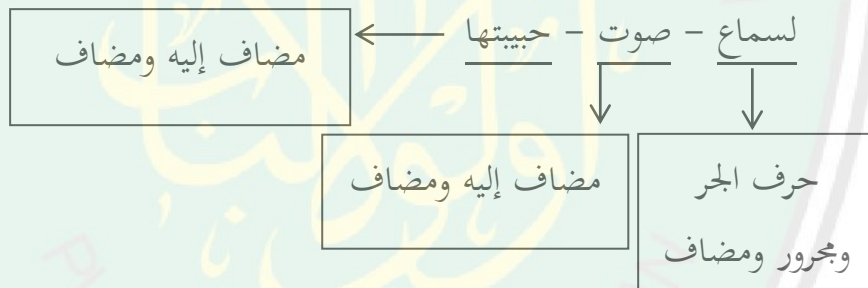 لسماع – صوت – حبيبتها
مضاف إليه ومضاف
مضاف إليه ومضاف
حرف الجر
ومجرور ومضاف